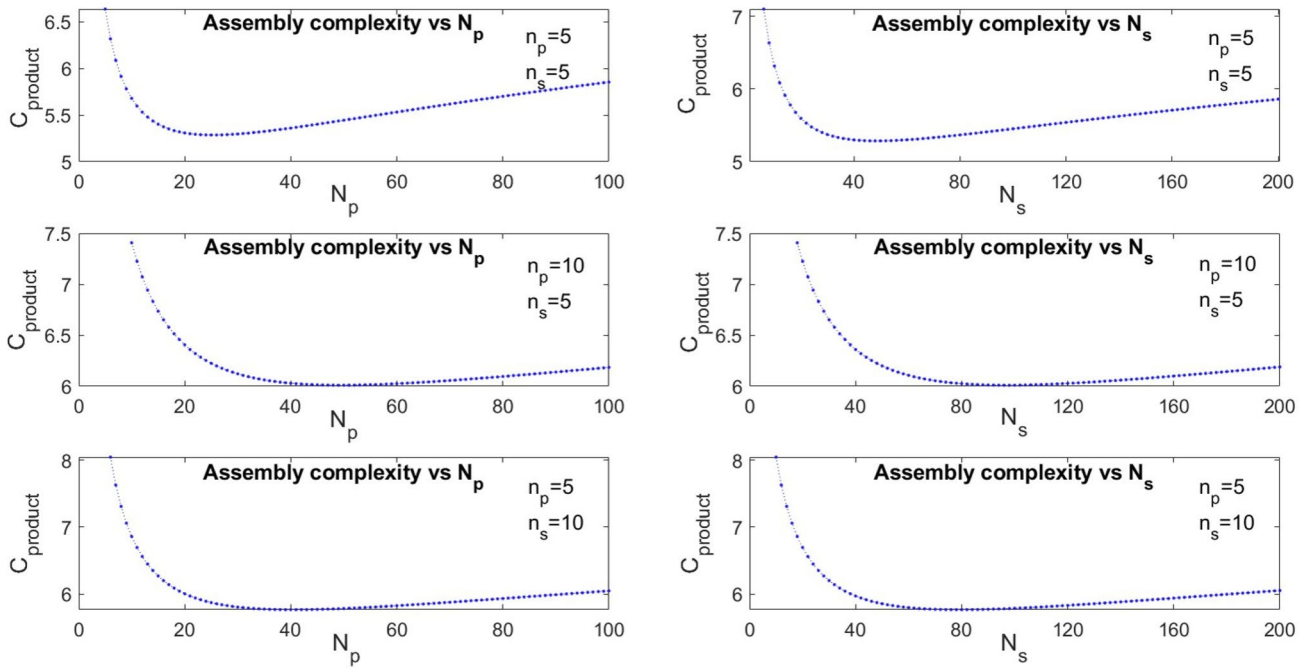 Assembly complexity vs N_p
n_p=5
n_s=5
C_product
6.5
6
5.5
5
0 20 40 60 80 100
N_p
Assembly complexity vs N_s
n_p=5
n_s=5
C_product
7
6
5
40 80 120 160 200
N_s
Assembly complexity vs N_p
n_p=10
n_s=5
C_product
7.5
7
6.5
6
0 20 40 60 80 100
N_p
Assembly complexity vs N_s
n_p=10
n_s=5
C_product
7.5
7
6.5
6
0 40 80 120 160 200
N_s
Assembly complexity vs N_p
n_p=5
n_s=10
C_product
8
7
6
0 20 40 60 80 100
N_p
Assembly complexity vs N_s
n_p=5
n_s=10
C_product
8
7
6
0 40 80 120 160 200
N_s